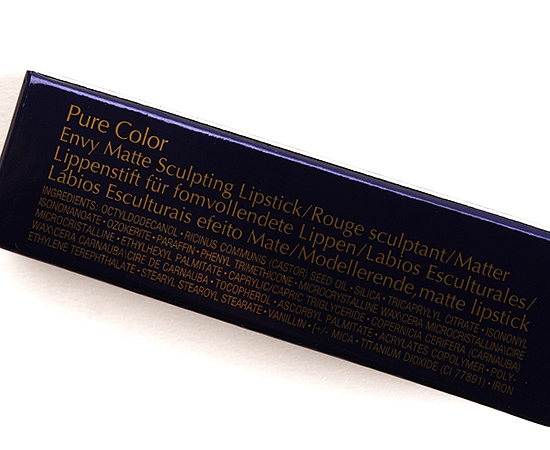 Pure Color
Envy Matte Sculpting Lipstick/Rouge sculptant/Matter
Lippenstift für fomvollendete Lippen/Labios Esculturales/
Lábios Esculturais efeito Mate/Modellerende, matte lipstick
INGREDIENTS: OCTYLDODECANOL • RICINUS COMMUNIS (CASTOR) SEED OIL • SILICA • TRICAPRYLYL CITRATE • ISONONYL
ISONONANOATE • OZOKERITE • PARAFFIN • PHENYL TRIMETHICONE • MICROCRYSTALLINE WAX\CERA MICROCRISTALLINA\CIRE
MICROCRYSTALLINE • ETHYLHEXYL PALMITATE • CAPRYLIC/CAPRIC TRIGLYCERIDE • COPERNICIA CERIFERA (CARNAUBA)
WAX\CERA CARNAUBA\CIRE DE CARNAUBA • TOCOPHEROL • ASCORBYL PALMITATE • ACRYLATES COPOLYMER • POLY-
ETHYLENE TEREPHTHALATE • STEARYL STEAROYL STEARATE • VANILLIN • [+/- MICA • TITANIUM DIOXIDE (CI 77891) • IRON